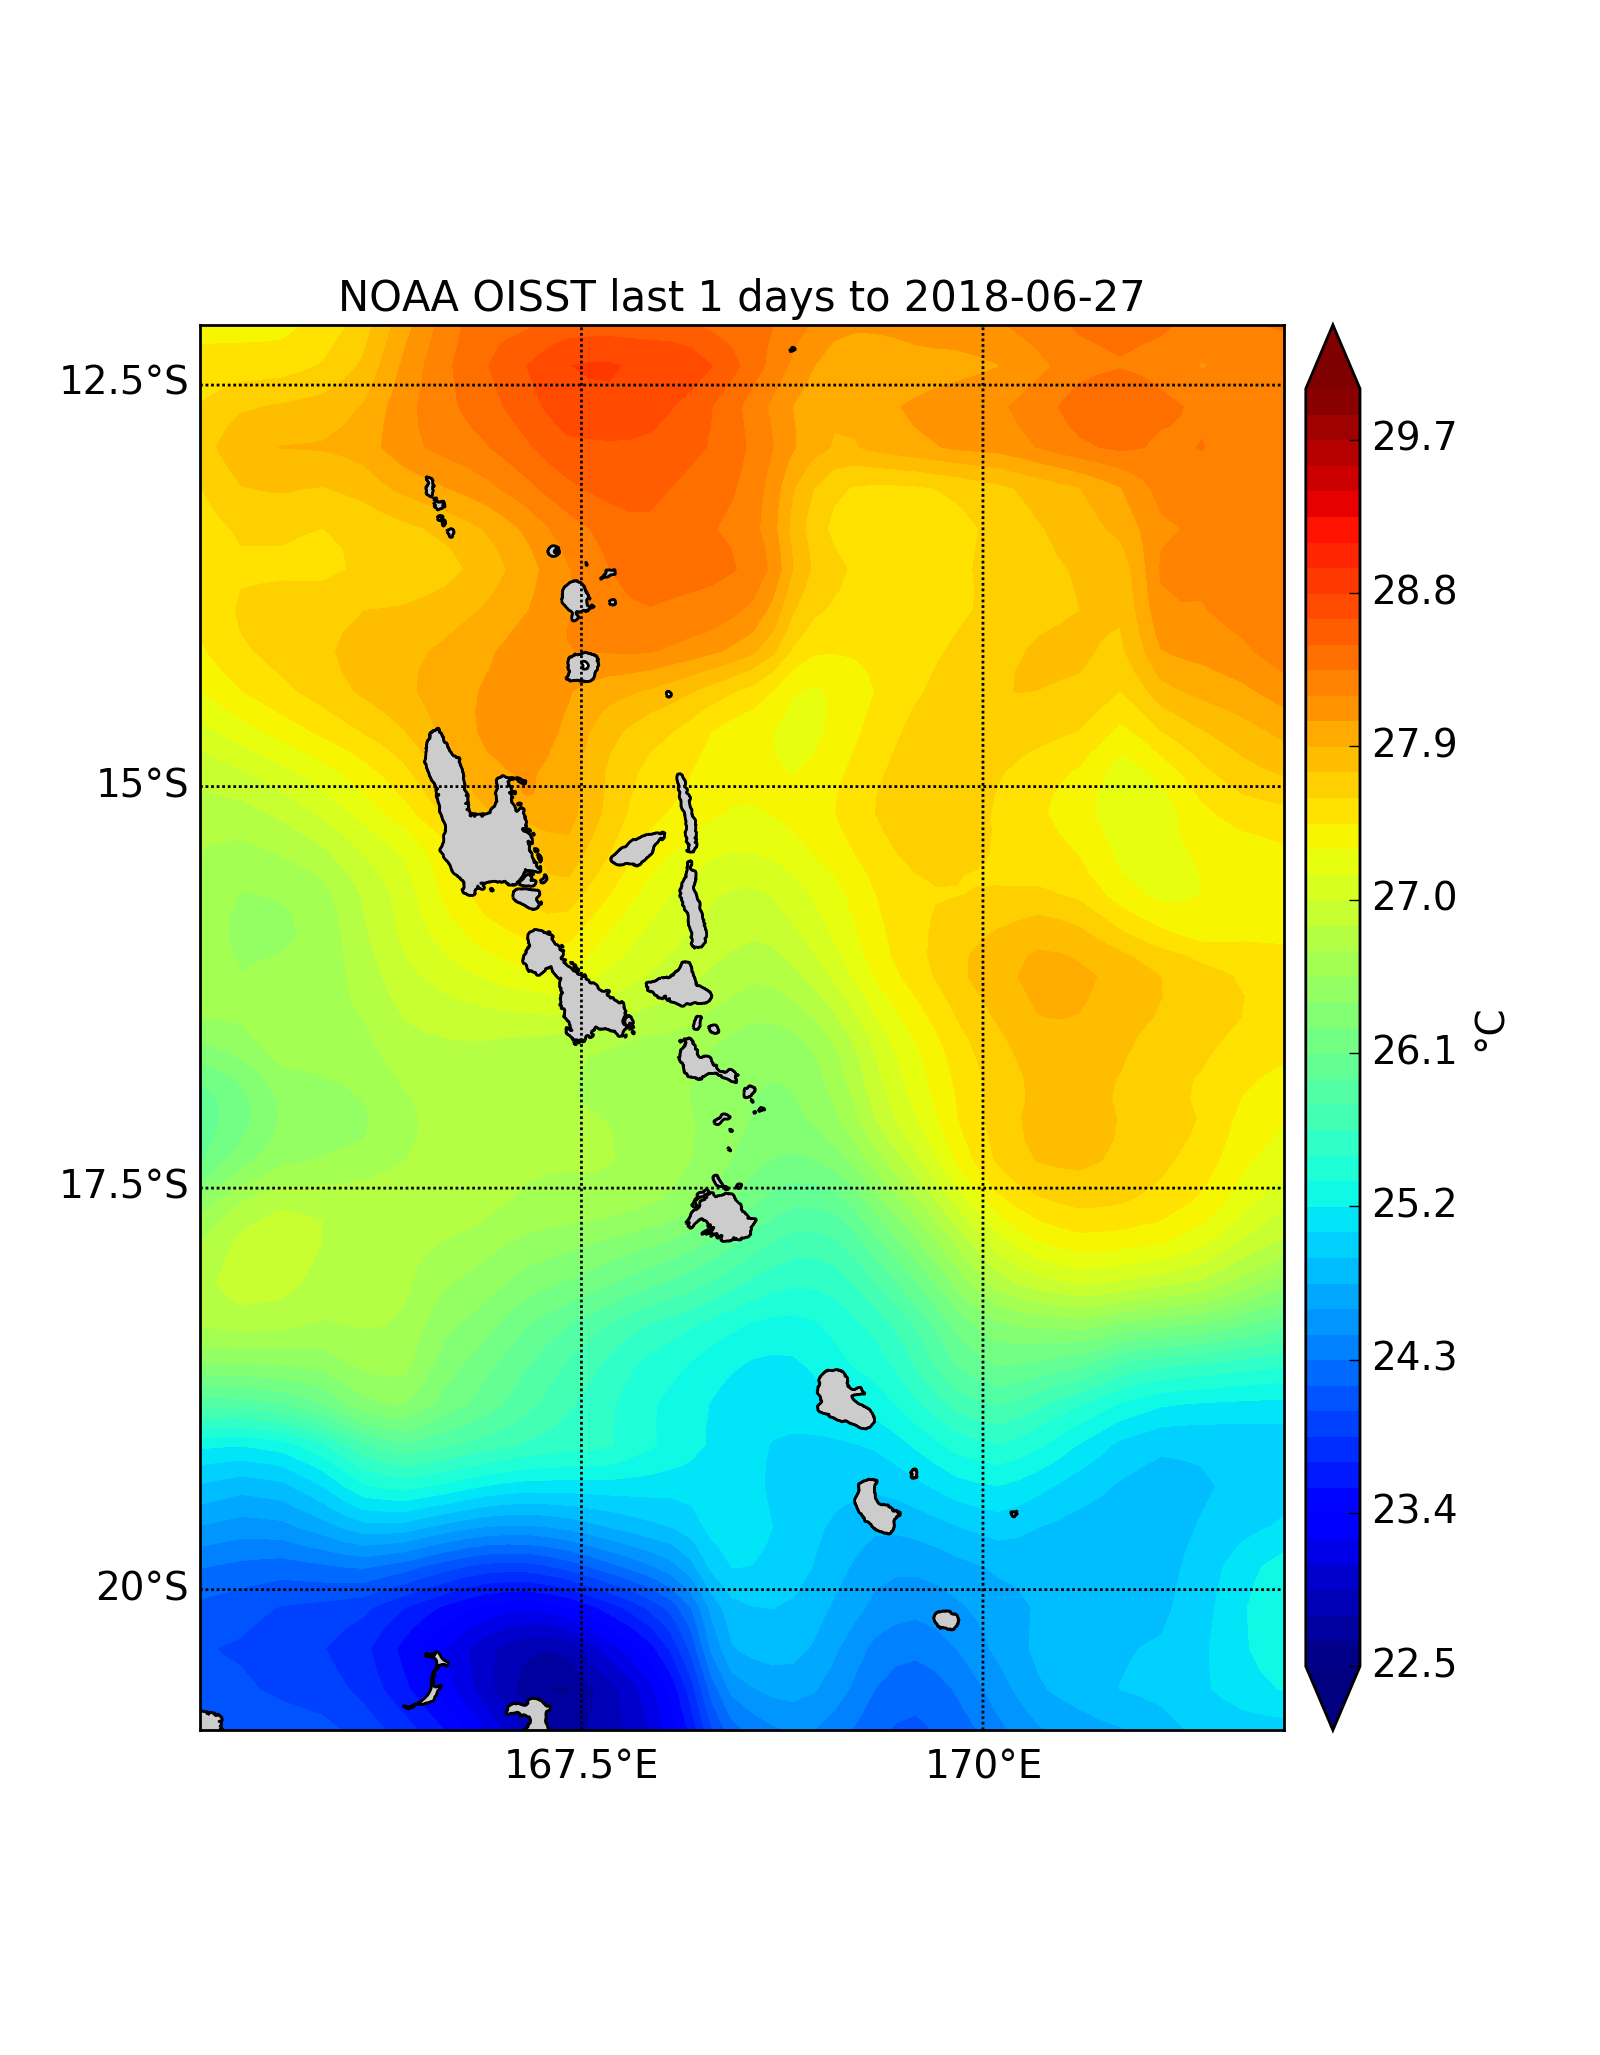 NOAA OISST last 1 days to 2018-06-27
12.5°S
15°S
17.5°S
20°S
167.5°E
170°E
29.7
28.8
27.9
27.0
26.1
25.2
24.3
23.4
22.5
°C